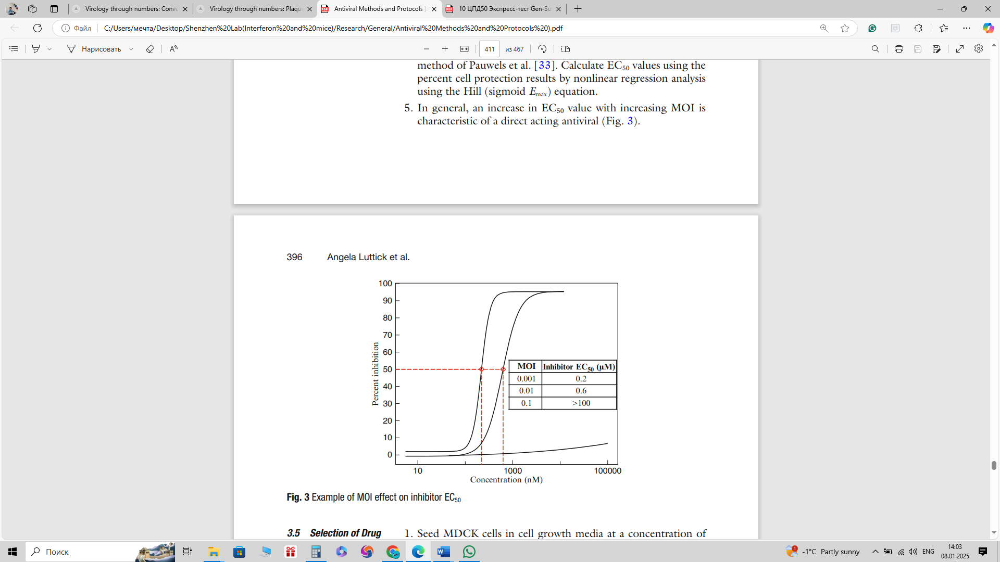 Virology through numbers: Conve
Virology through numbers: Plaqu
Antiviral Methods and Protocols )
10 ЦПД50 Экспресс-тест Gen-Su
Файл
C:/Users/мечта/Desktop/Shenzhen%20Lab(Interferon%20and%20mice)/Research/General/Antiviral%20Methods%20and%20Protocols%20).pdf
Нарисовать
411 из 467
method of Pauwels et al. [33]. Calculate EC50 values using the
percent cell protection results by nonlinear regression analysis
using the Hill (sigmoid Emax) equation.
5. In general, an increase in EC50 value with increasing MOI is
characteristic of a direct acting antiviral (Fig. 3).
396 Angela Luttick et al.
100
90
80
70
60
50
40
30
20
10
0
Percent inhibition
MOI Inhibitor EC50 (µM)
0.001 0.2
0.01 0.6
0.1 >100
10 1000 100000
Concentration (nM)
Fig. 3 Example of MOI effect on inhibitor EC50
3.5 Selection of Drug
1. Seed MDCK cells in cell growth media at a concentration of
Поиск
-1°C Partly sunny
ENG
14:03
08.01.2025